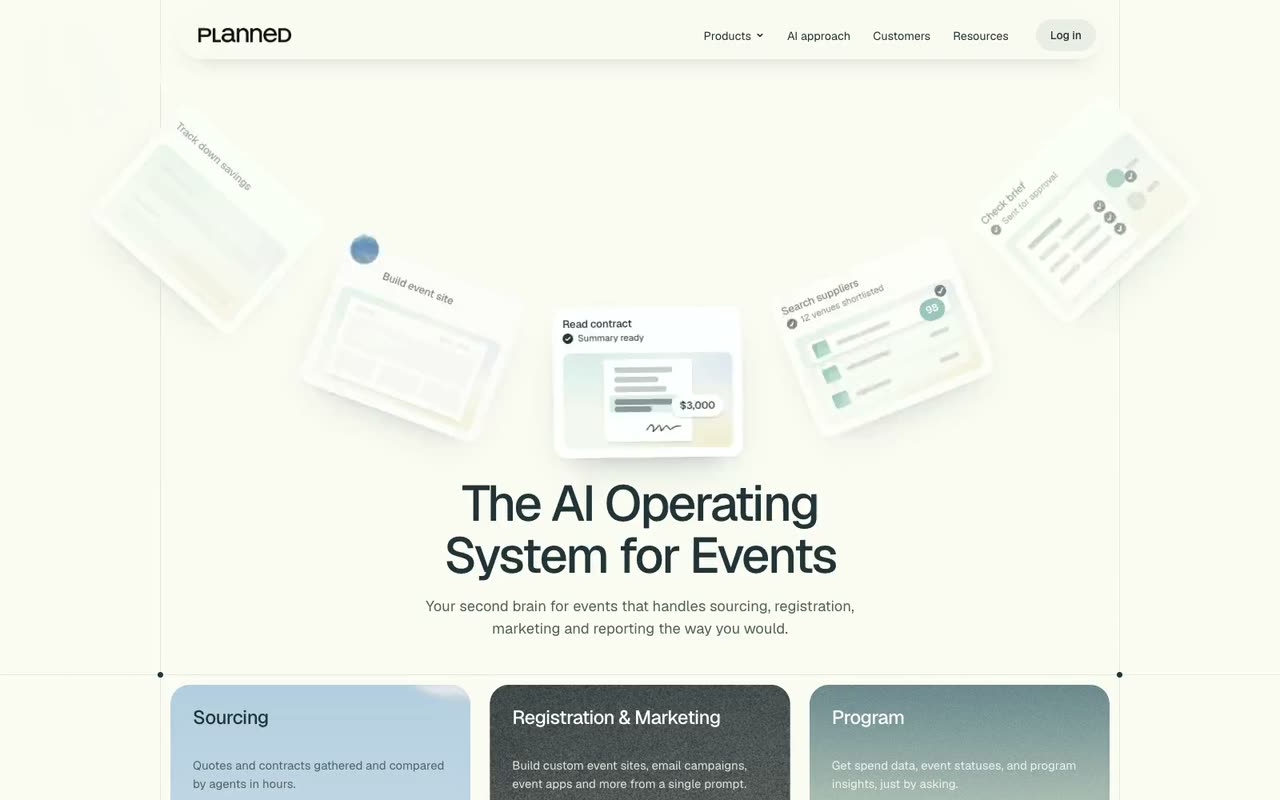 PLANNED
Products
AI approach
Customers
Resources
Log in
Track down savings
Build event site
Read contract
Summary ready
$3,000
Search suppliers
12 venues shortlisted
98
Check brief
Sent for approval
The AI Operating
System for Events
Your second brain for events that handles sourcing, registration,
marketing and reporting the way you would.
Sourcing
Quotes and contracts gathered and compared
by agents in hours.
Registration & Marketing
Build custom event sites, email campaigns,
event apps and more from a single prompt.
Program
Get spend data, event statuses, and program
insights, just by asking.